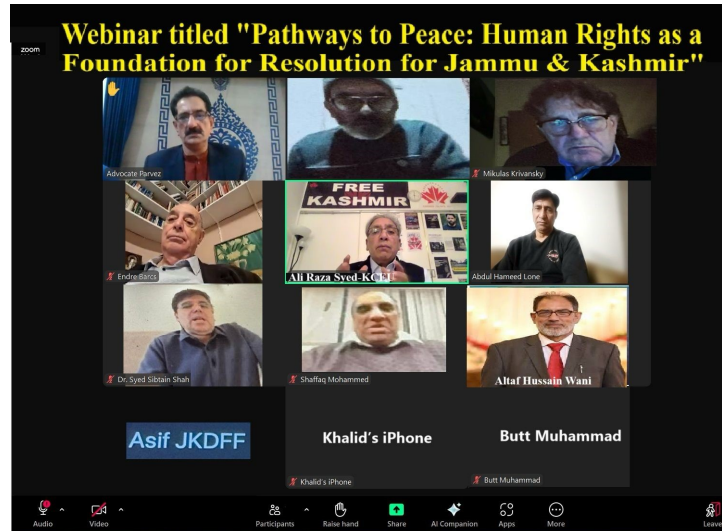 Webinar titled "Pathways to Peace: Human Rights as a
Foundation for Resolution for Jammu & Kashmir"
zoom
Advocate Parvez
Mikulas Krivansky
Endre Barcs
FREE
KASHMIR
Ali Raza Syed-KCEU
Abdul Hameed Lone
Dr. Syed Sibtain Shah
Shaffaq Mohammed
Altaf Hussain Wani
Asif JKDFF
Khalid's iPhone
Butt Muhammad
Khalid's iPhone
Butt Muhammad
Audio
Video
Participants
Raise hand
Share
AI Companion
Apps
More
Leave